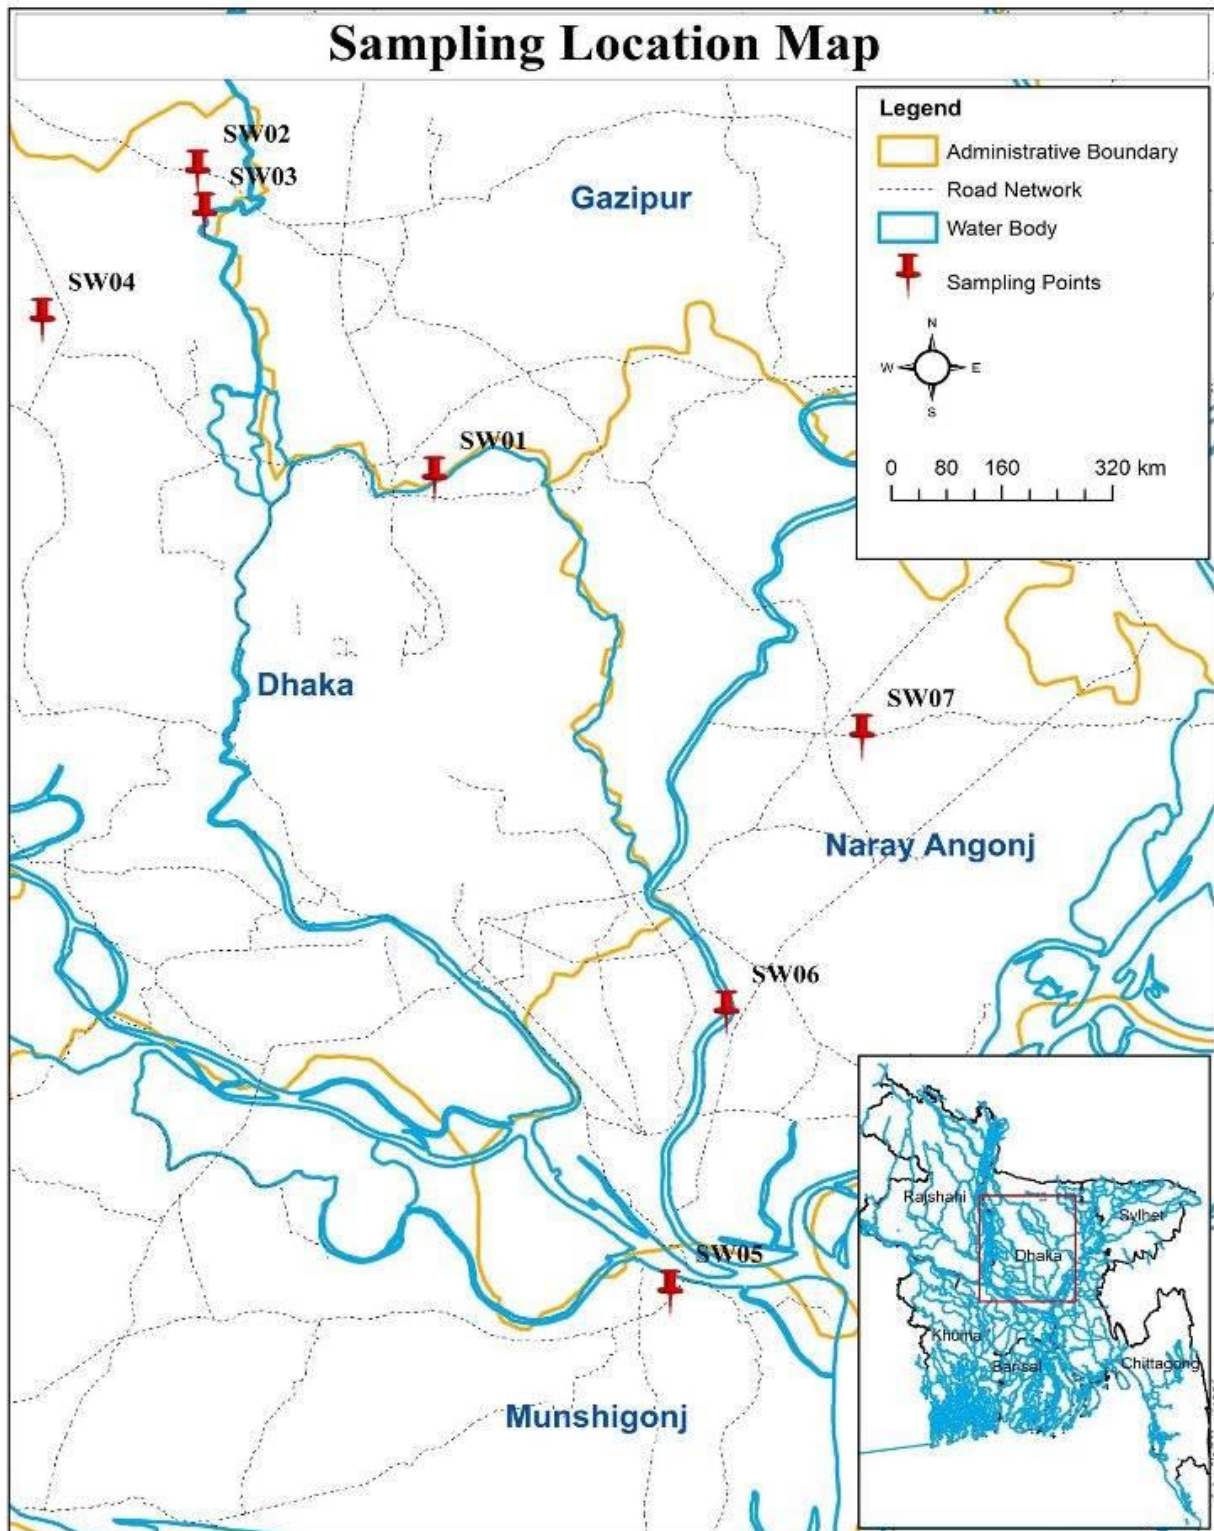 Sampling Location Map
SW02
SW03
Gazipur
SW04
SW01
Legend
Administrative Boundary
Road Network
Water Body
Sampling Points
N
W E
S
0 80 160 320 km
Dhaka
SW07
Naray Angonj
SW06
SW05
Munshigonj
Rajshahi
Sylhet
Dhaka
Khulna
Barisal
Chittagong